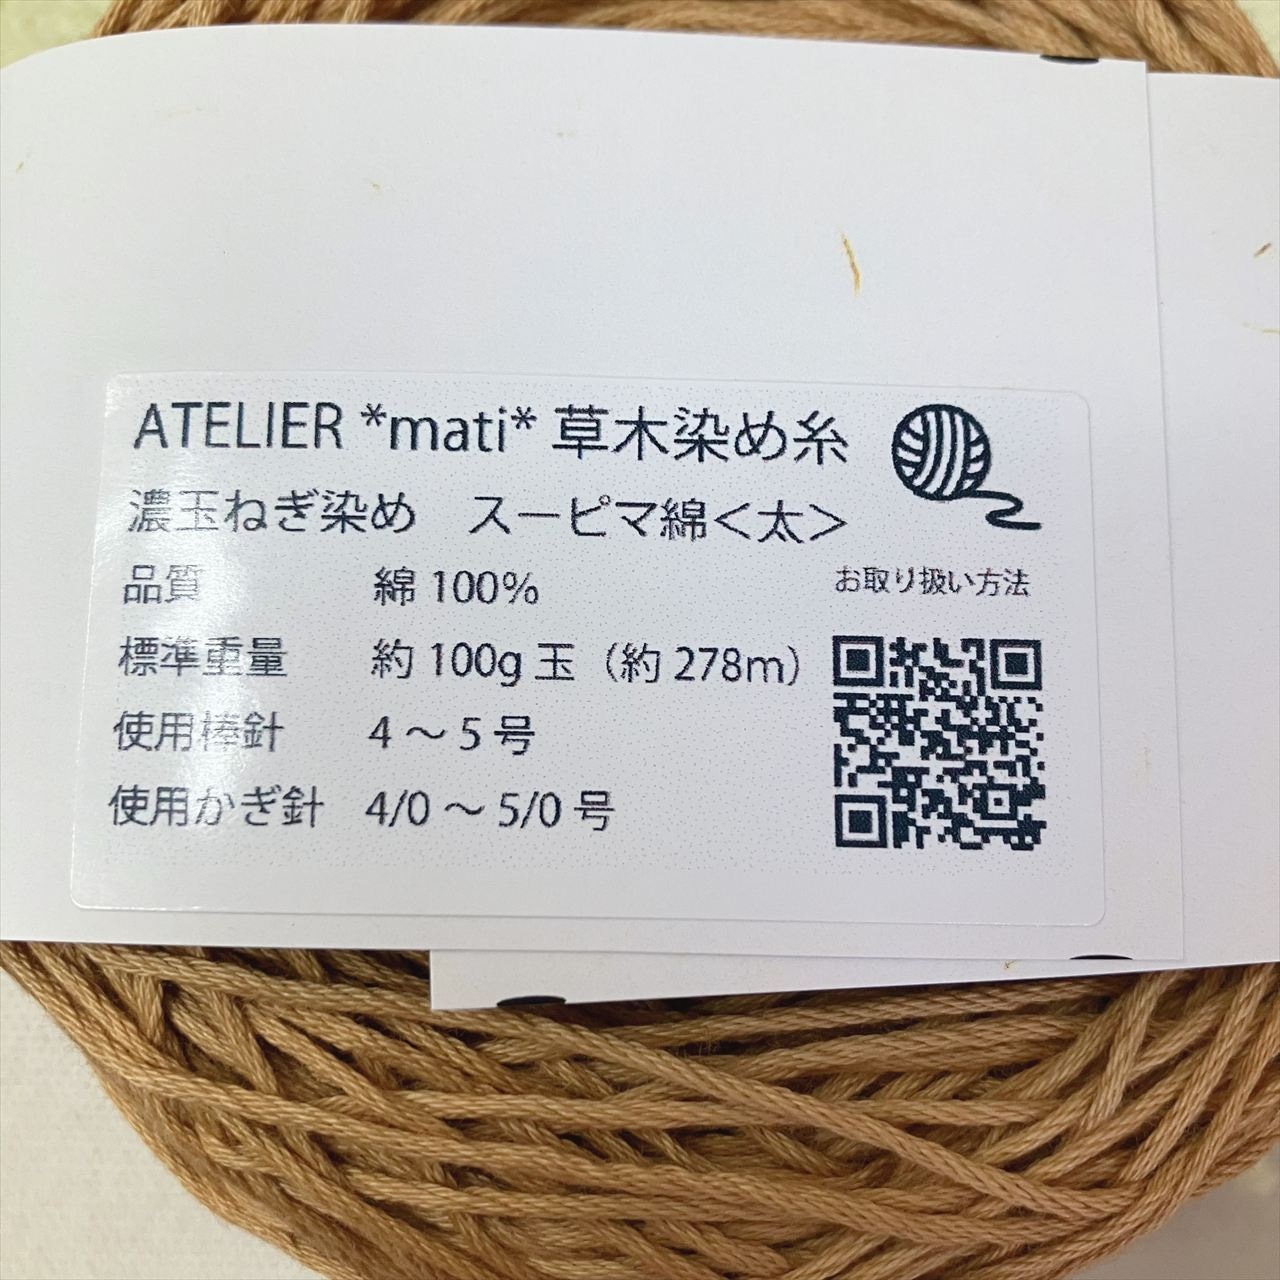 ATELIER *mati* 草木染め糸
濃玉ねぎ染め　スーピマ綿＜太＞
品質　綿 100%
標準重量　約 100g 玉（約 278m）
使用棒針　4 ～ 5 号
使用かぎ針　4/0 ～ 5/0 号
お取り扱い方法